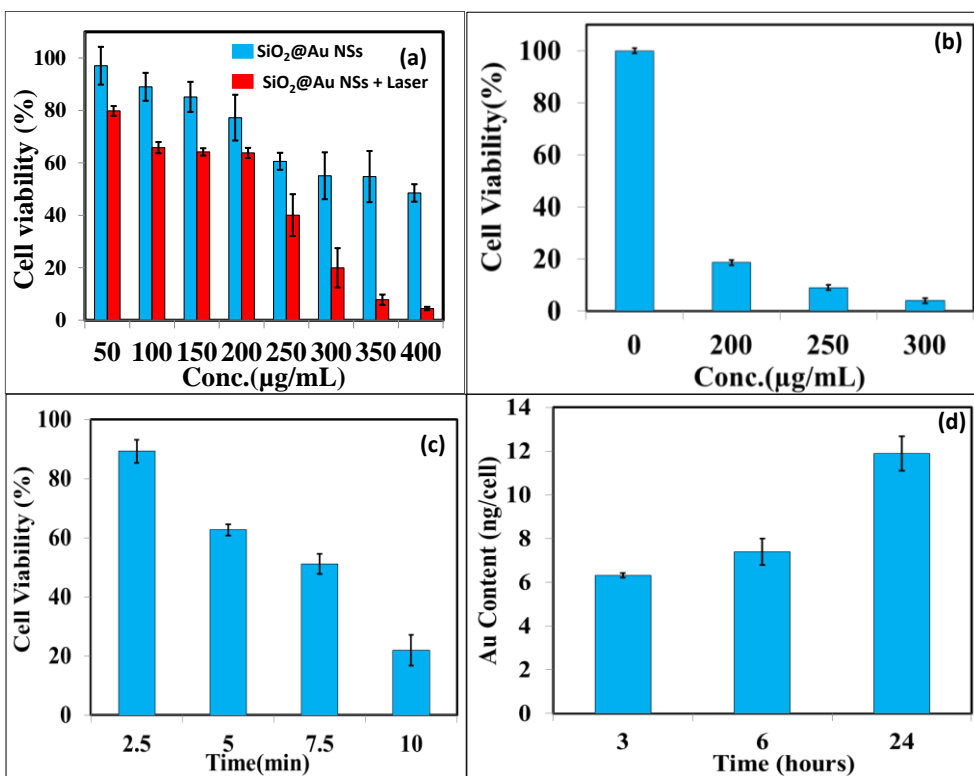 (a)
SiO2@Au NSs
SiO2@Au NSs + Laser
Cell viability (%)
100
80
60
40
20
0
50 100 150 200 250 300 350 400
Conc.(µg/mL)
(b)
Cell Viability(%)
100
80
60
40
20
0
0 200 250 300
Conc.(µg/mL)
(c)
Cell Viability (%)
100
80
60
40
20
0
2.5 5 7.5 10
Time(min)
(d)
Au Content (ng/cell)
14
12
10
8
6
4
2
0
3 6 24
Time (hours)